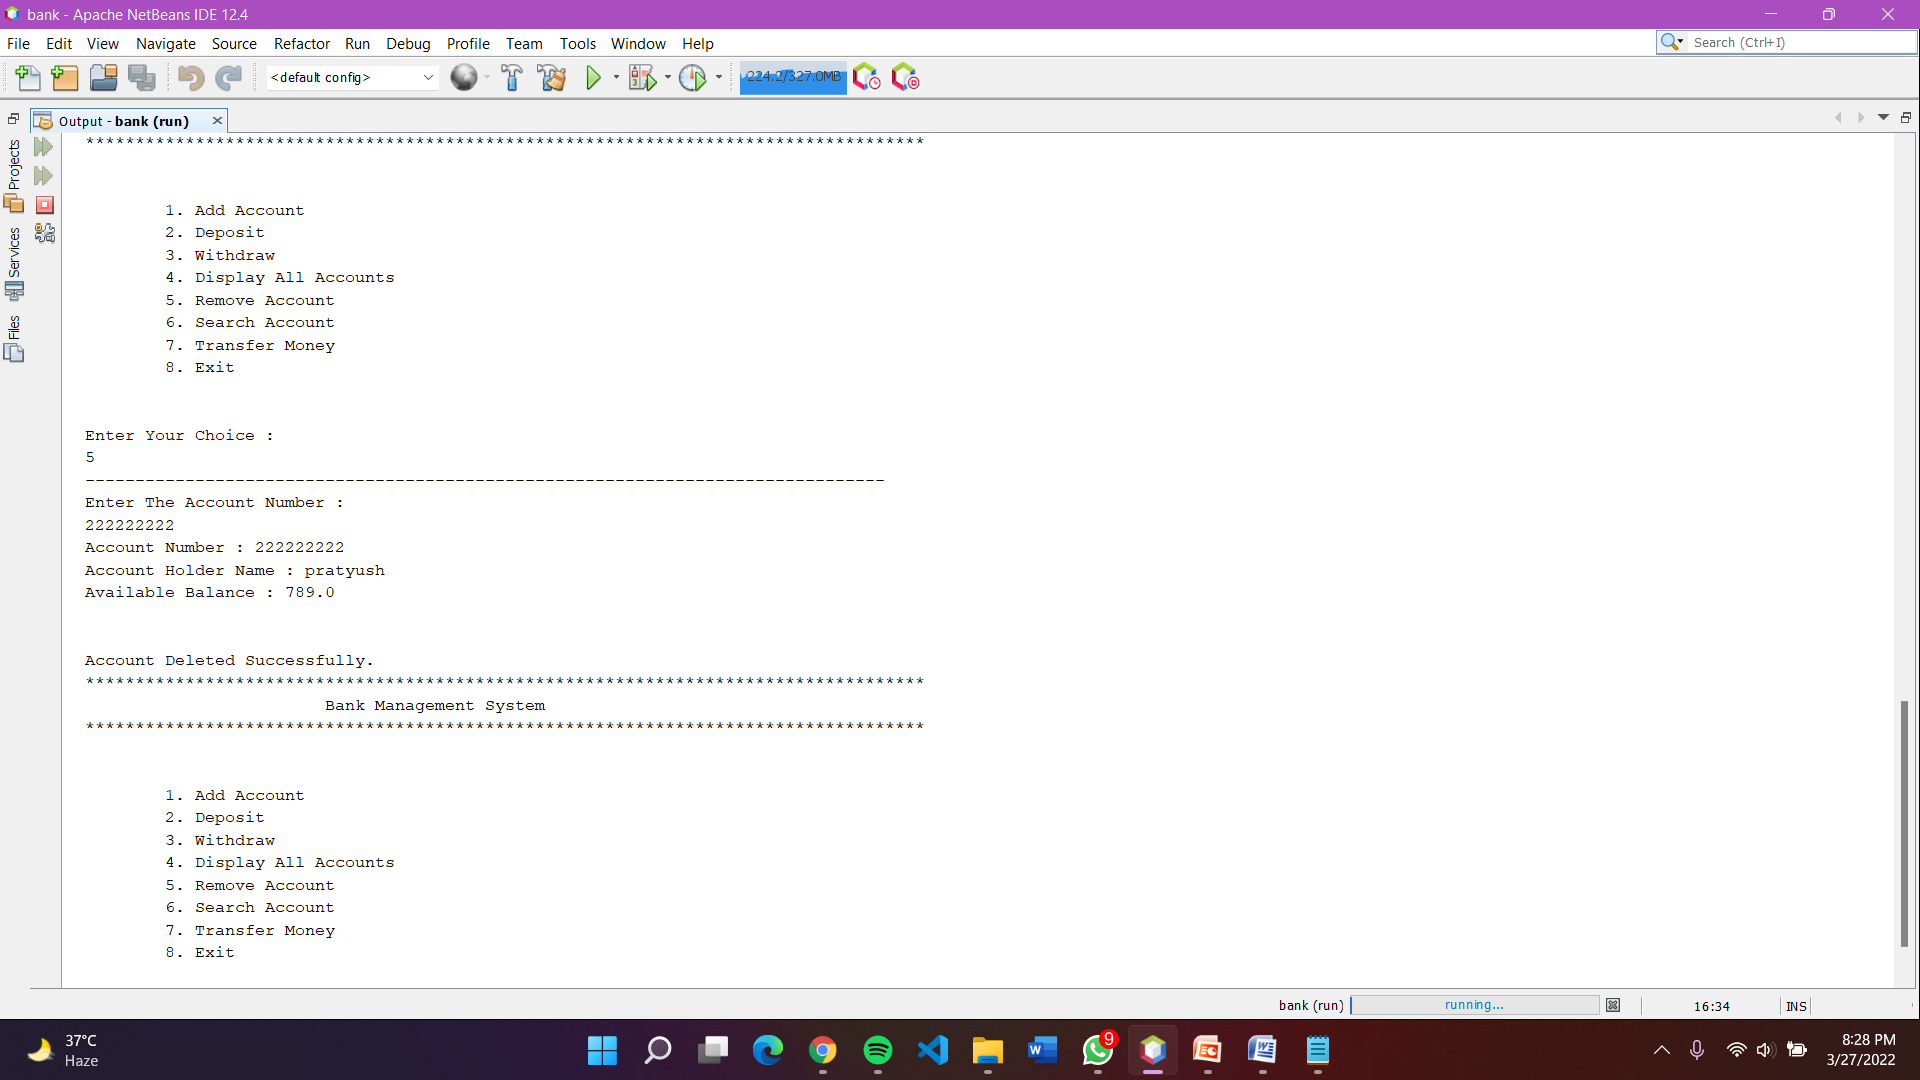 bank - Apache NetBeans IDE 12.4
File Edit View Navigate Source Refactor Run Debug Profile Team Tools Window Help
Search (Ctrl+I)
<default config>
224.2/327.0MB
Output - bank (run)
Projects
Services
Files
************************************************************************************
1. Add Account
2. Deposit
3. Withdraw
4. Display All Accounts
5. Remove Account
6. Search Account
7. Transfer Money
8. Exit
Enter Your Choice :
5
--------------------------------------------------------------------------------
Enter The Account Number :
222222222
Account Number : 222222222
Account Holder Name : pratyush
Available Balance : 789.0
Account Deleted Successfully.
************************************************************************************
Bank Management System
************************************************************************************
1. Add Account
2. Deposit
3. Withdraw
4. Display All Accounts
5. Remove Account
6. Search Account
7. Transfer Money
8. Exit
bank (run) running... 16:34 INS
37°C
Haze
9
8:28 PM
3/27/2022